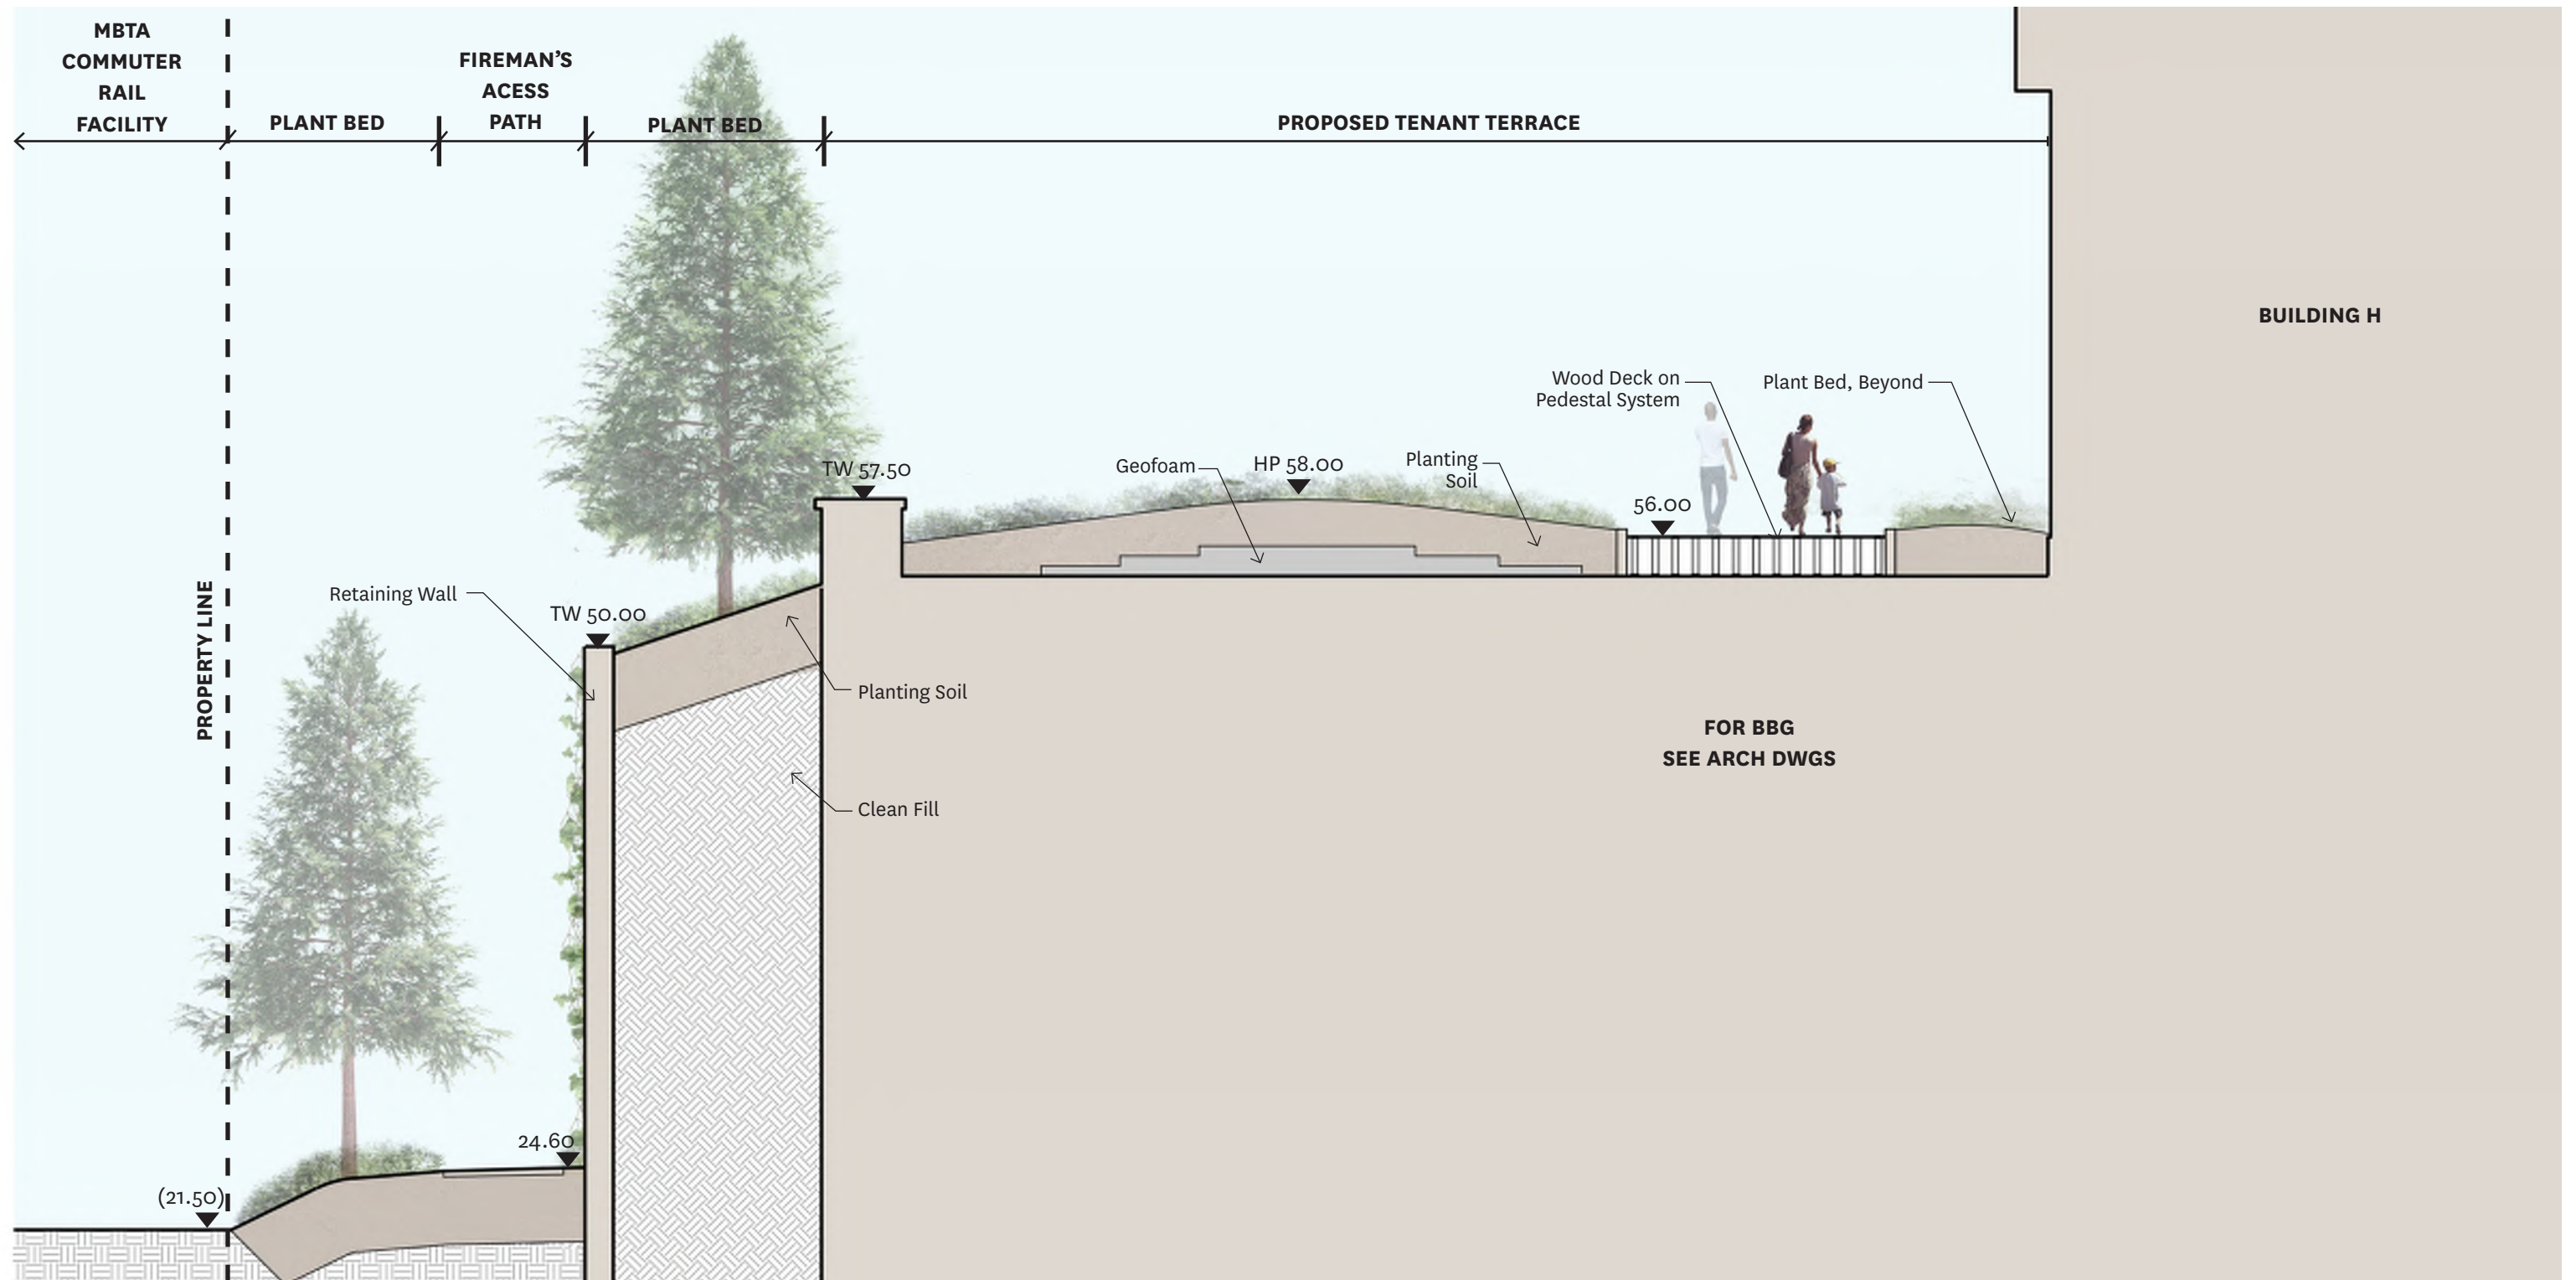 MBTA
COMMUTER
RAIL
FACILITY
PLANT BED
FIREMAN’S
ACESS
PATH
PLANT BED
PROPOSED TENANT TERRACE
BUILDING H
Wood Deck on
Pedestal System
Plant Bed, Beyond
TW 57.50
Geofoam
HP 58.00
Planting
Soil
56.00
Retaining Wall
TW 50.00
PROPERTY LINE
Planting Soil
FOR BBG
SEE ARCH DWGS
Clean Fill
24.60
(21.50)